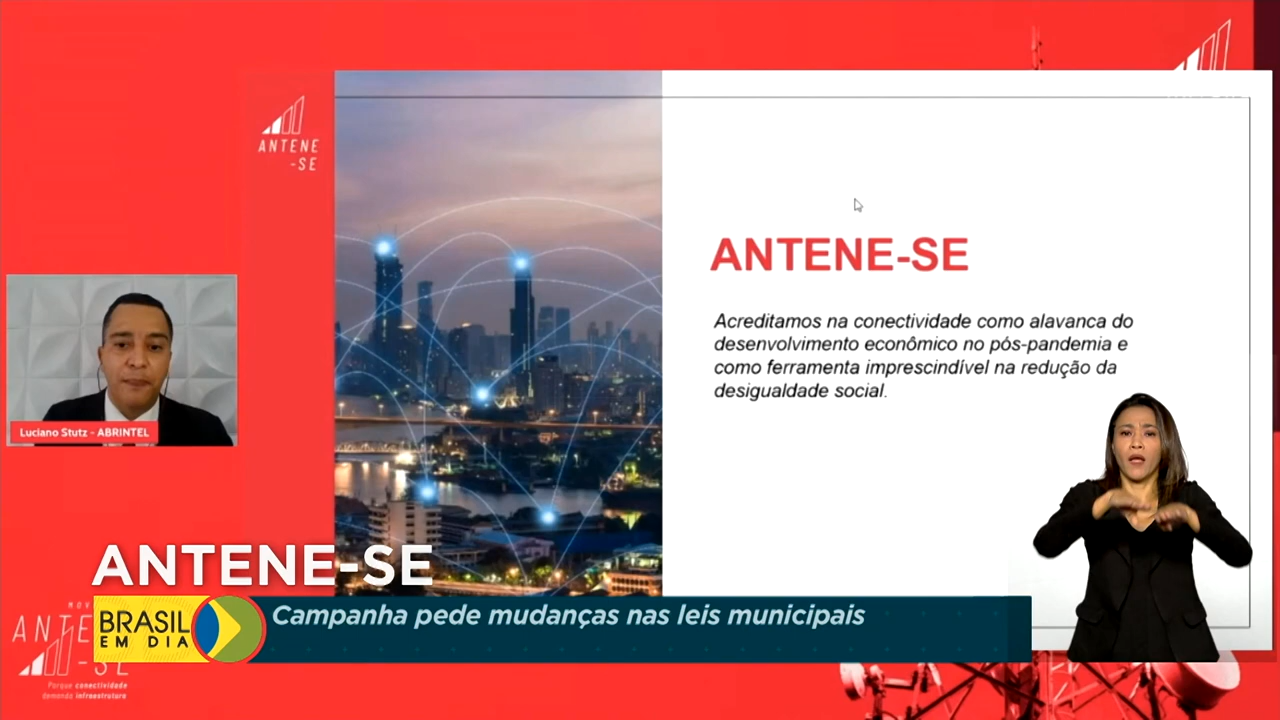 ANTENE
-SE
ANTENE-SE
Acreditamos na conectividade como alavanca do
desenvolvimento econômico no pós-pandemia e
como ferramenta imprescindível na redução da
desigualdade social.
Luciano Stutz - ABRINTEL
ANTENE-SE
BRASIL
EM DIA
Campanha pede mudanças nas leis municipais
-SE
Porque conectividade
demanda infraestrutura